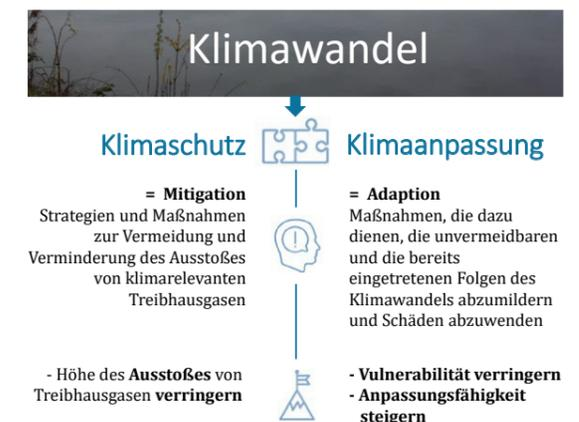 Klimawandel
Klimaschutz
= Mitigation
Strategien und Maßnahmen
zur Vermeidung und
Verminderung des Ausstoßes
von klimarelevanten
Treibhausgasen
- Höhe des Ausstoßes von
Treibhausgasen verringern
Klimaanpassung
= Adaption
Maßnahmen, die dazu
dienen, die unvermeidbaren
und die bereits
eingetretenen Folgen des
Klimawandels abzumildern
und Schäden abzuwenden
- Vulnerabilität verringern
- Anpassungsfähigkeit
steigern